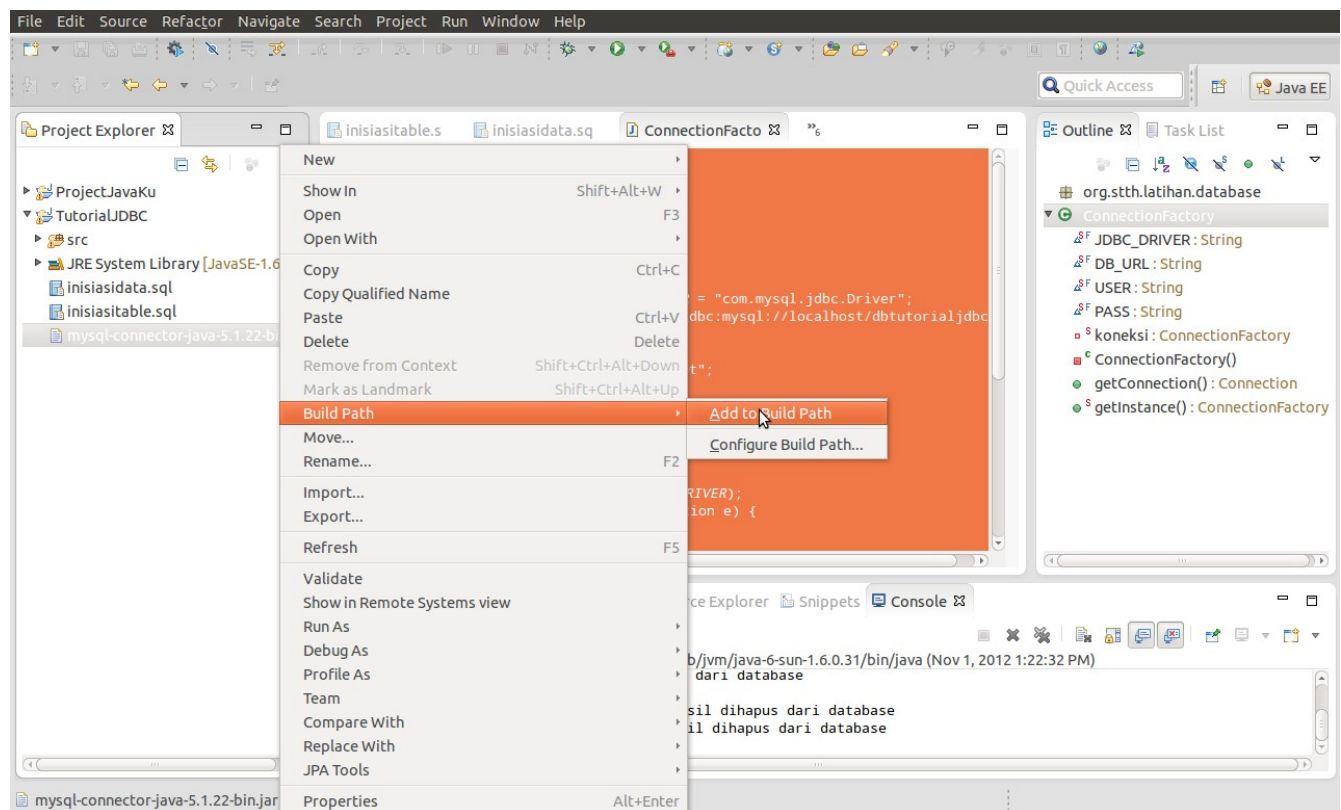 File Edit Source Refactor Navigate Search Project Run Window Help
Quick Access
Java EE
Project Explorer
inisiasitable.s
inisiasidata.sq
ConnectionFacto
6
Outline
Task List
ProjectJavaKu
TutorialJDBC
src
JRE System Library [JavaSE-1.6
inisiasidata.sql
inisiasitable.sql
mysql-connector-java-5.1.22-bi
New
Show In Shift+Alt+W
Open F3
Open With
Copy Ctrl+C
Copy Qualified Name
Paste Ctrl+V
Delete Delete
Remove from Context Shift+Ctrl+Alt+Down
Mark as Landmark Shift+Ctrl+Alt+Up
Build Path
Move...
Rename... F2
Import...
Export...
Refresh F5
Validate
Show in Remote Systems view
Run As
Debug As
Profile As
Team
Compare With
Replace With
JPA Tools
Properties Alt+Enter
Add to Build Path
Configure Build Path...
= "com.mysql.jdbc.Driver";
dbc:mysql://localhost/dbtutorialjdbc
t";
RIVER);
ion e) {
org.stth.latihan.database
ConnectionFactory
JDBC_DRIVER : String
DB_URL : String
USER : String
PASS : String
koneksi : ConnectionFactory
ConnectionFactory()
getConnection() : Connection
getInstance() : ConnectionFactory
rce Explorer
Snippets
Console
b/jvm/java-6-sun-1.6.0.31/bin/java (Nov 1, 2012 1:22:32 PM)
dari database
sil dihapus dari database
il dihapus dari database
mysql-connector-java-5.1.22-bin.jar